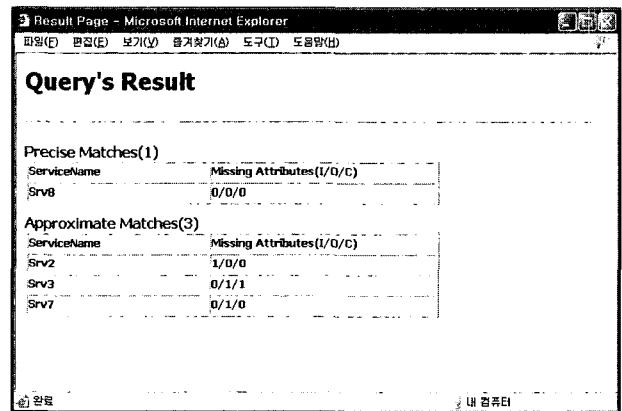 Result Page - Microsoft Internet Explorer
파일(F) 편집(E) 보기(V) 즐겨찾기(A) 도구(T) 도움말(H)
Query's Result
Precise Matches(1)
ServiceName Missing Attributes(I/O/C)
Srv8 0/0/0
Approximate Matches(3)
ServiceName Missing Attributes(I/O/C)
Srv2 1/0/0
Srv3 0/1/1
Srv7 0/1/0
완료 내 컴퓨터